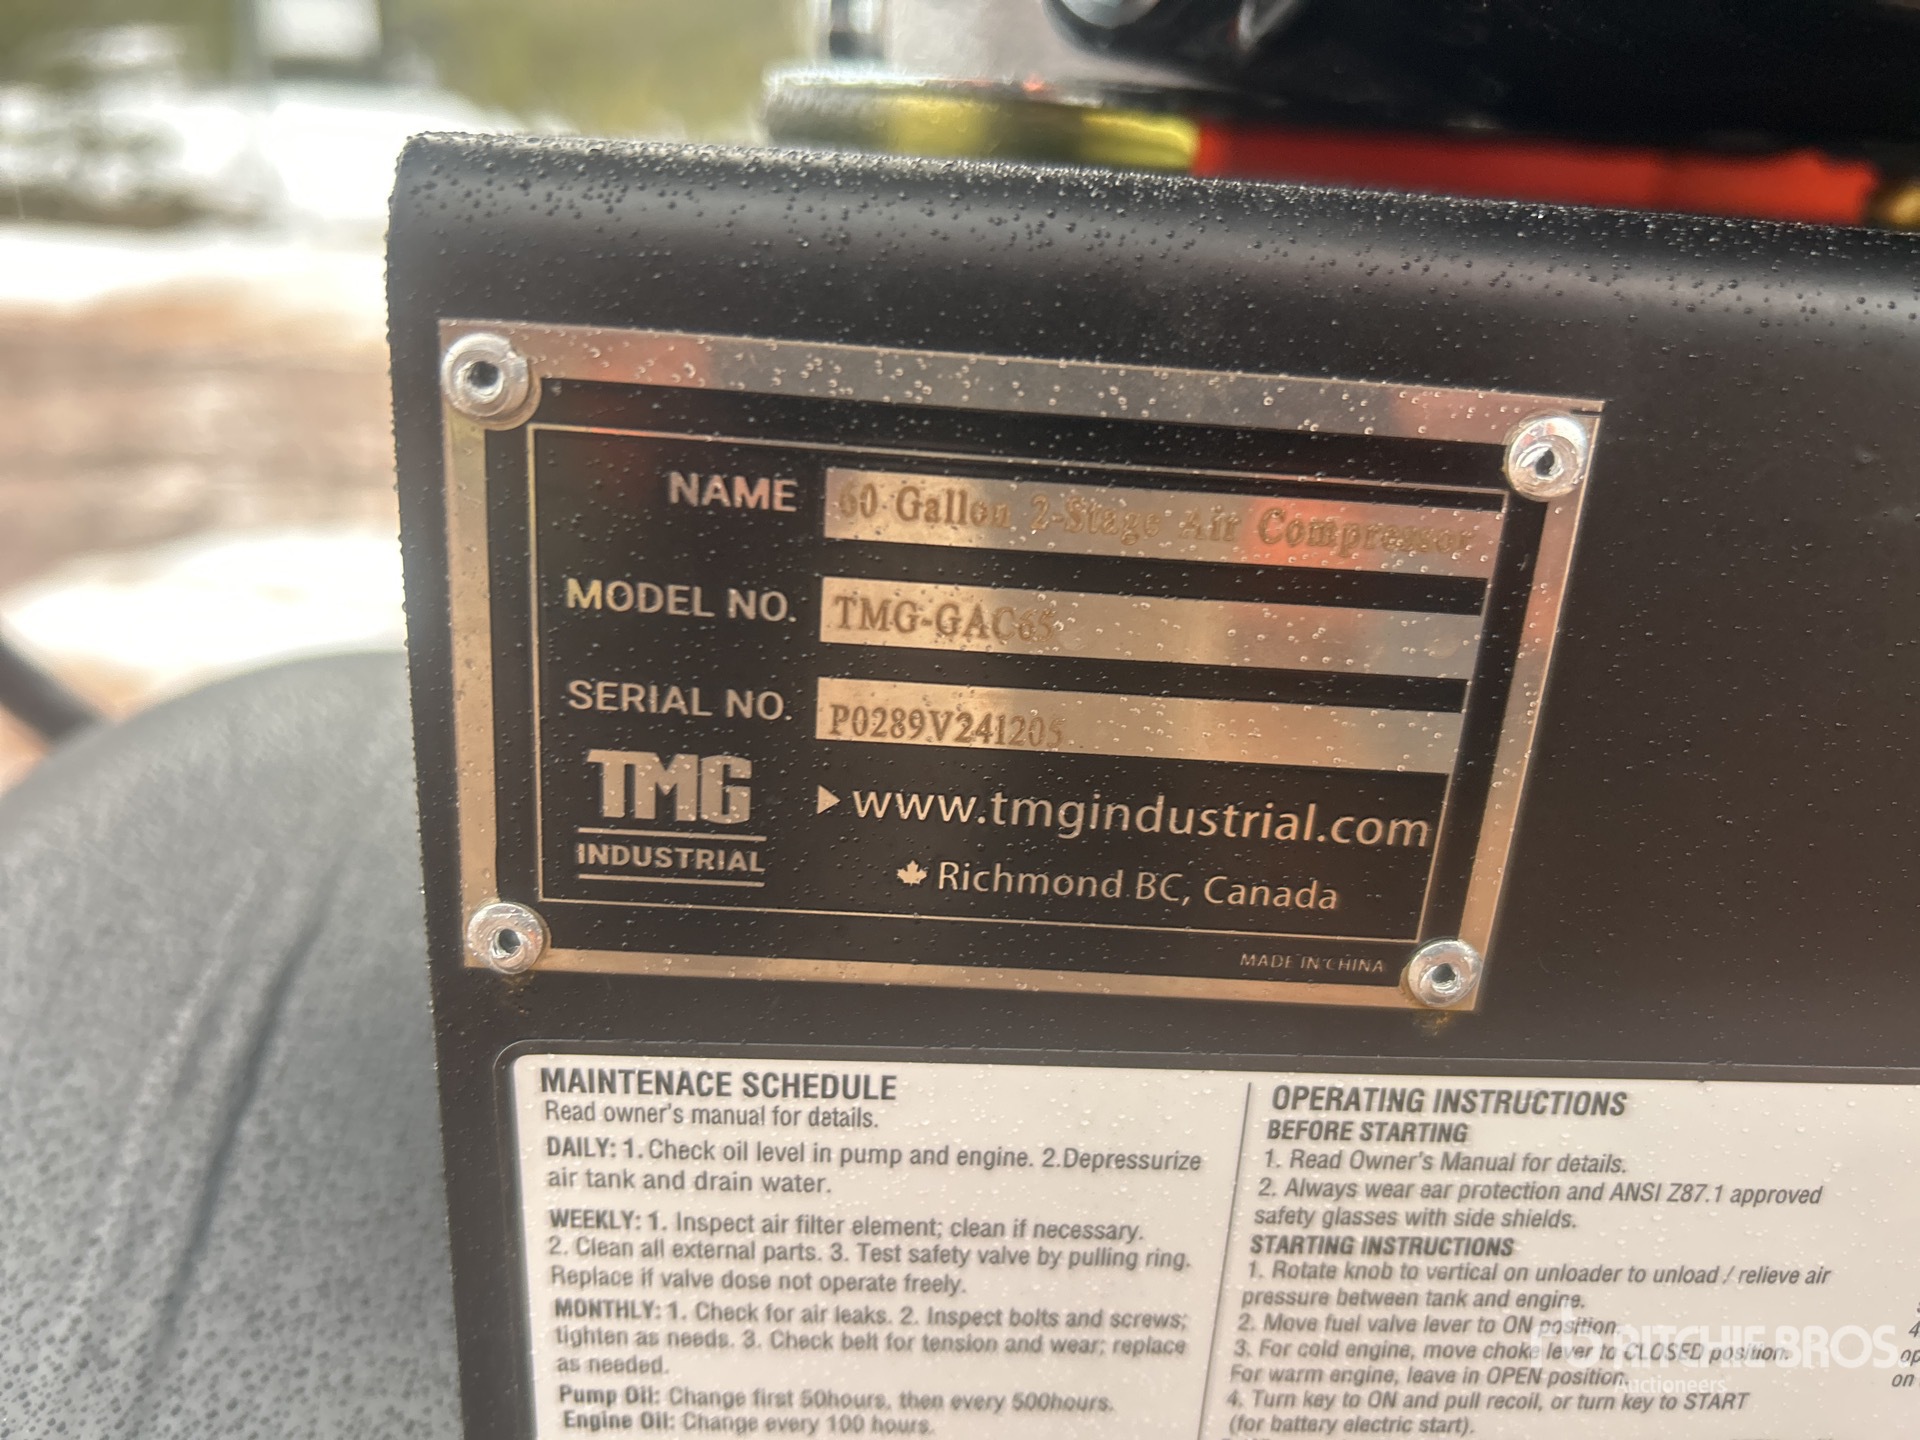 NAME 60 Gallon 2-Stage Air Compressor
MODEL NO. TMG-GAC65
SERIAL NO. P0289V241205
TMG
INDUSTRIAL
www.tmgindustrial.com
Richmond BC, Canada
MADE IN CHINA
MAINTENACE SCHEDULE
Read owner's manual for details.
DAILY: 1. Check oil level in pump and engine. 2.Depressurize
air tank and drain water.
WEEKLY: 1. Inspect air filter element; clean if necessary.
2. Clean all external parts. 3. Test safety valve by pulling ring.
Replace if valve dose not operate freely.
MONTHLY: 1. Check for air leaks. 2. Inspect bolts and screws;
tighten as needs. 3. Check belt for tension and wear; replace
as needed.
Pump Oil: Change first 50hours, then every 500hours.
Engine Oil: Change every 100 hours.
OPERATING INSTRUCTIONS
BEFORE STARTING
1. Read Owner's Manual for details.
2. Always wear ear protection and ANSI Z87.1 approved
safety glasses with side shields.
STARTING INSTRUCTIONS
1. Rotate knob to vertical on unloader to unload / relieve air
pressure between tank and engine.
2. Move fuel valve lever to ON position.
3. For cold engine, move choke lever to CLOSED position.
For warm engine, leave in OPEN position.
4. Turn key to ON and pull recoil, or turn key to START
(for battery electric start).
4
op
on
RITCHIE BROS.
Auctioneers